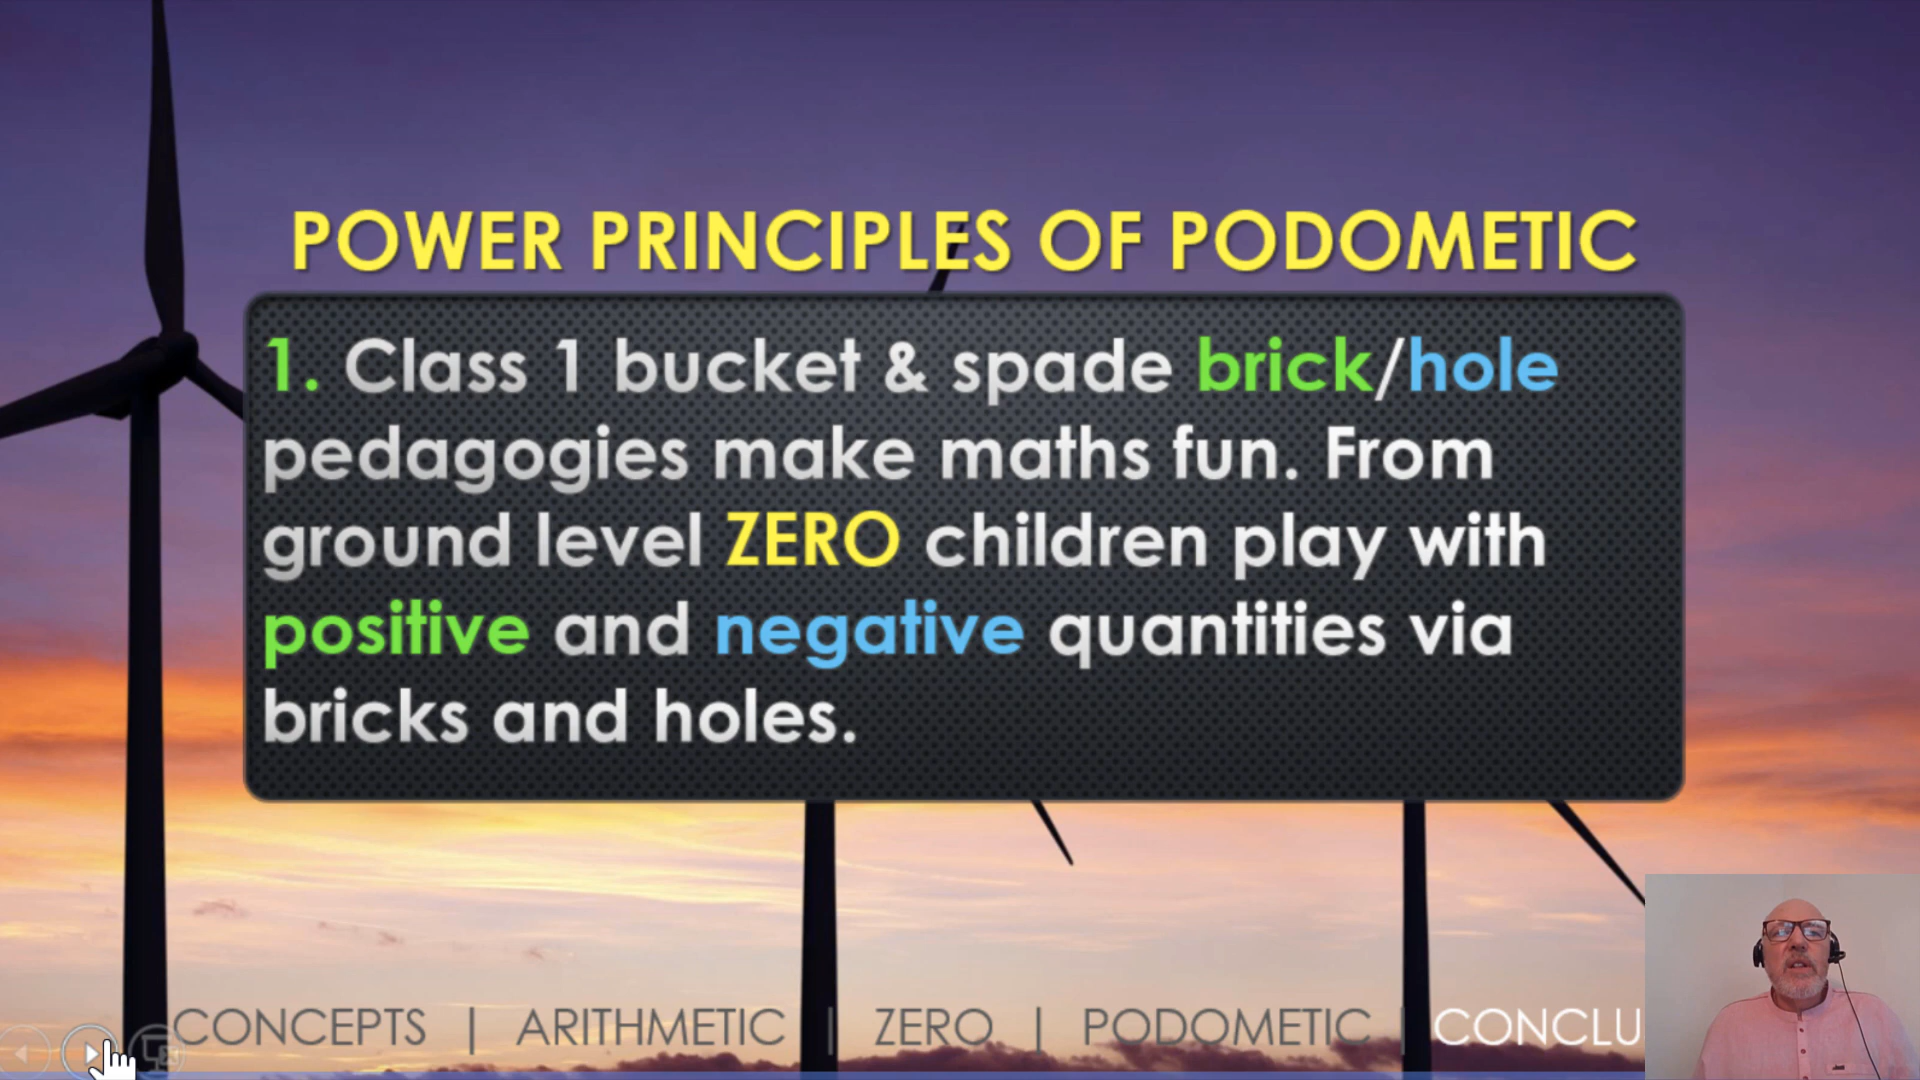 POWER PRINCIPLES OF PODOMETIC
1. Class 1 bucket & spade brick/hole
pedagogies make maths fun. From
ground level ZERO children play with
positive and negative quantities via
bricks and holes.
CONCEPTS | ARITHMETIC | ZERO | PODOMETIC | CONCLU